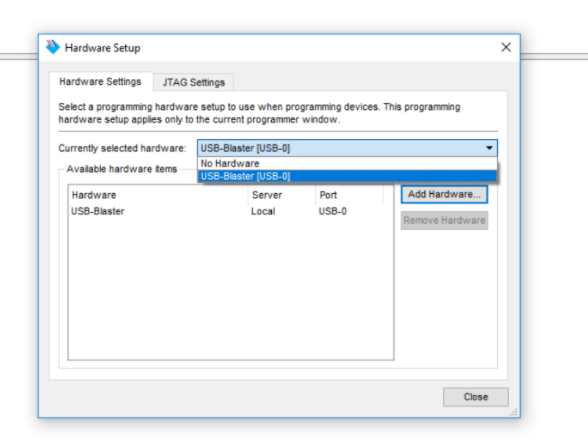 Hardware Setup
Hardware Settings
JTAG Settings
Select a programming hardware setup to use when programming devices. This programming
hardware setup applies only to the current programmer window.
Currently selected hardware:
USB-Blaster [USB-0]
No Hardware
USB-Blaster [USB-0]
Available hardware items
Hardware Server Port
USB-Blaster Local USB-0
Add Hardware...
Remove Hardware
Close